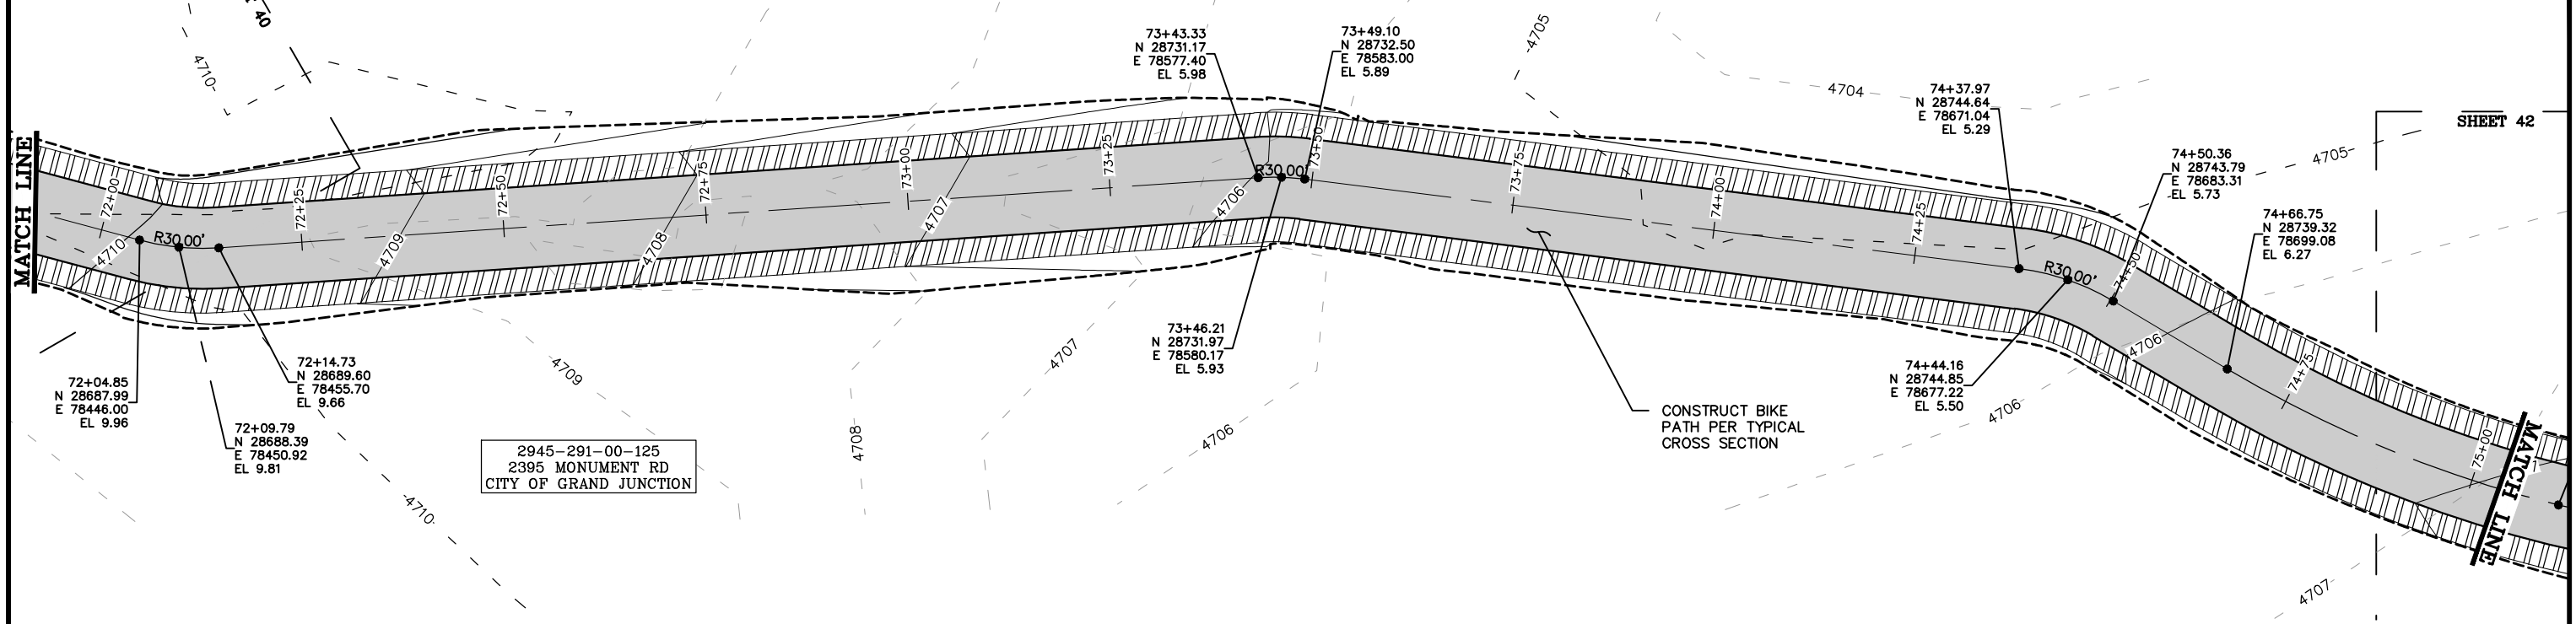 40
4710
73+43.33
N 28731.17
E 78577.40
EL 5.98
73+49.10
N 28732.50
E 78583.00
EL 5.89
4705
4704
74+37.97
N 28744.64
E 78671.04
EL 5.29
SHEET 42
4705
74+50.36
N 28743.79
E 78683.31
EL 5.73
74+66.75
N 28739.32
E 78699.08
EL 6.27
MATCH LINE
72+00
72+25
72+50
72+75
73+00
73+25
73+50
73+75
74+00
74+25
74+50
74+75
75+00
R30.00'
R30.00'
R30.00'
4710
4709
4708
4707
4706
4706
MATCH LINE
72+04.85
N 28687.99
E 78446.00
EL 9.96
72+09.79
N 28688.39
E 78450.92
EL 9.81
72+14.73
N 28689.60
E 78455.70
EL 9.66
4709
4710
2945-291-00-125
2395 MONUMENT RD
CITY OF GRAND JUNCTION
4708
4707
4706
73+46.21
N 28731.97
E 78580.17
EL 5.93
CONSTRUCT BIKE
PATH PER TYPICAL
CROSS SECTION
74+44.16
N 28744.85
E 78677.22
EL 5.50
4706
4707